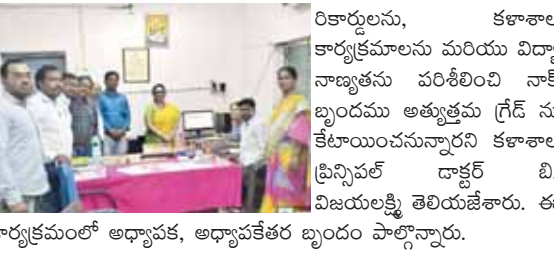 రికార్డులను, కళాశాల
కార్యక్రమాలను మరియు విద్యా
నాణ్యతను పరిశీలించి నాక్
బృందము అత్యుత్తమ గ్రేడ్ ను
కేటాయించనున్నారని కళాశాల
ప్రిన్సిపల్ డాక్టర్ బి.
విజయలక్ష్మి తెలియజేశారు. ఈ
కార్యక్రమంలో అధ్యాపక, అధ్యాపకేతర బృందం పాల్గొన్నారు.